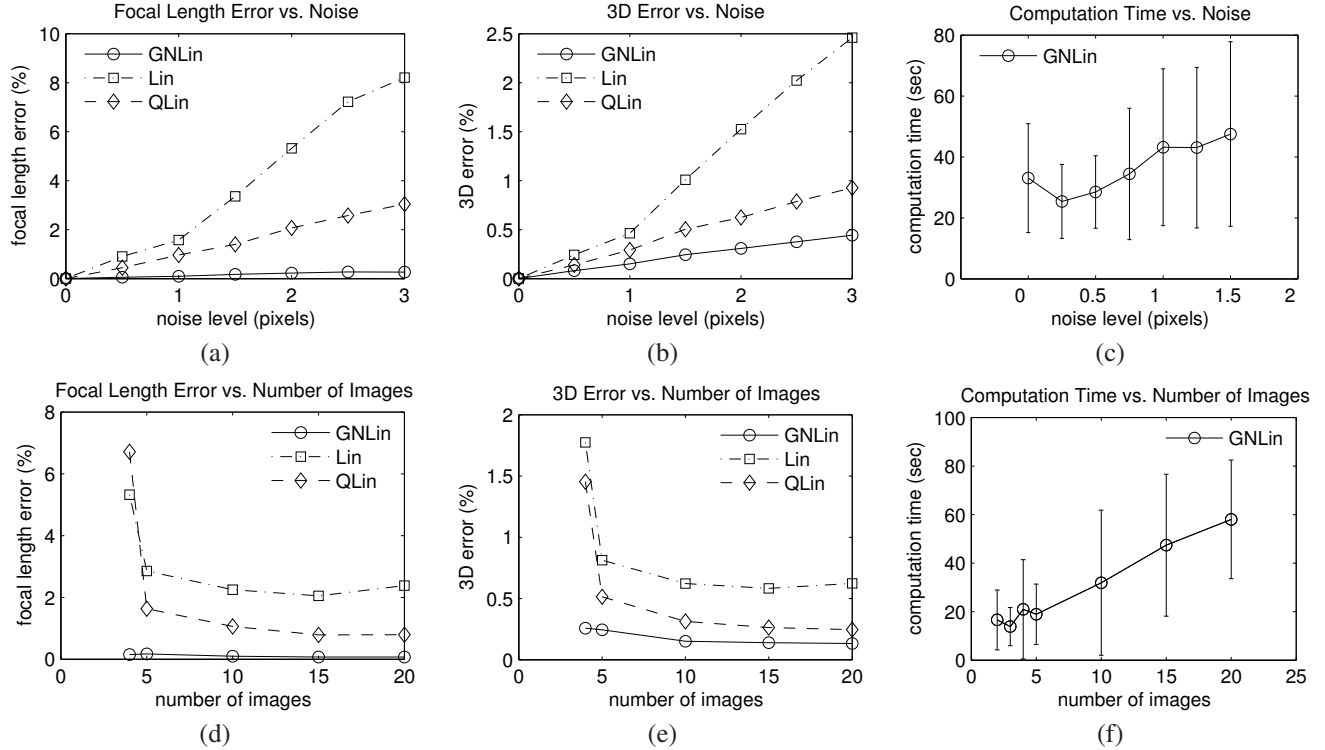 Focal Length Error vs. Noise
10
8
6
4
2
0
focal length error (%)
GNLin
Lin
QLin
0 1 2 3
noise level (pixels)
(a)
3D Error vs. Noise
2.5
2
1.5
1
0.5
0
3D error (%)
GNLin
Lin
QLin
0 1 2 3
noise level (pixels)
(b)
Computation Time vs. Noise
80
60
40
20
0
computation time (sec)
GNLin
0 0.5 1 1.5 2
noise level (pixels)
(c)
Focal Length Error vs. Number of Images
8
6
4
2
0
focal length error (%)
GNLin
Lin
QLin
0 5 10 15 20
number of images
(d)
3D Error vs. Number of Images
2
1.5
1
0.5
0
3D error (%)
GNLin
Lin
QLin
0 5 10 15 20
number of images
(e)
Computation Time vs. Number of Images
100
80
60
40
20
0
computation time (sec)
GNLin
0 5 10 15 20 25
number of images
(f)